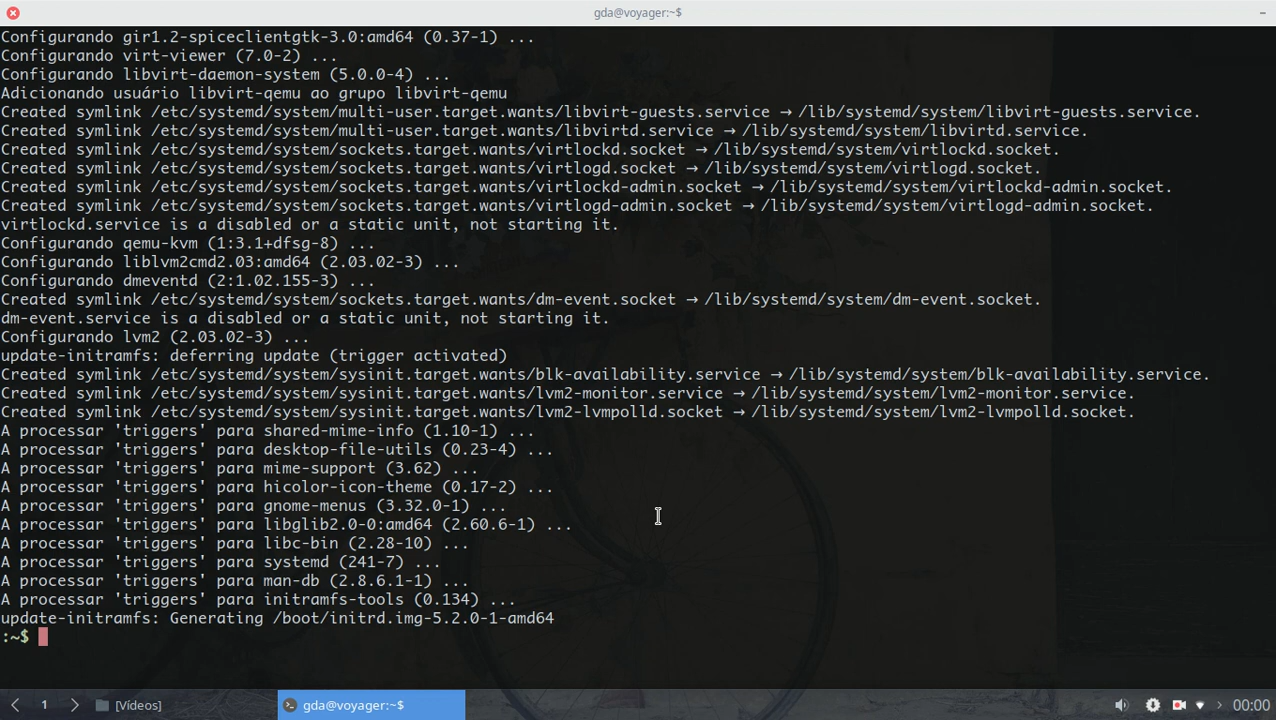 gda@voyager:~$
Configurando gir1.2-spiceclientgtk-3.0:amd64 (0.37-1) ...
Configurando virt-viewer (7.0-2) ...
Configurando libvirt-daemon-system (5.0.0-4) ...
Adicionando usuário libvirt-qemu ao grupo libvirt-qemu
Created symlink /etc/systemd/system/multi-user.target.wants/libvirt-guests.service → /lib/systemd/system/libvirt-guests.service.
Created symlink /etc/systemd/system/multi-user.target.wants/libvirtd.service → /lib/systemd/system/libvirtd.service.
Created symlink /etc/systemd/system/sockets.target.wants/virtlockd.socket → /lib/systemd/system/virtlockd.socket.
Created symlink /etc/systemd/system/sockets.target.wants/virtlogd.socket → /lib/systemd/system/virtlogd.socket.
Created symlink /etc/systemd/system/sockets.target.wants/virtlockd-admin.socket → /lib/systemd/system/virtlockd-admin.socket.
Created symlink /etc/systemd/system/sockets.target.wants/virtlogd-admin.socket → /lib/systemd/system/virtlogd-admin.socket.
virtlockd.service is a disabled or a static unit, not starting it.
Configurando qemu-kvm (1:3.1+dfsg-8) ...
Configurando liblvm2cmd2.03:amd64 (2.03.02-3) ...
Configurando dmeventd (2:1.02.155-3) ...
Created symlink /etc/systemd/system/sockets.target.wants/dm-event.socket → /lib/systemd/system/dm-event.socket.
dm-event.service is a disabled or a static unit, not starting it.
Configurando lvm2 (2.03.02-3) ...
update-initramfs: deferring update (trigger activated)
Created symlink /etc/systemd/system/sysinit.target.wants/blk-availability.service → /lib/systemd/system/blk-availability.service.
Created symlink /etc/systemd/system/sysinit.target.wants/lvm2-monitor.service → /lib/systemd/system/lvm2-monitor.service.
Created symlink /etc/systemd/system/sysinit.target.wants/lvm2-lvmpolld.socket → /lib/systemd/system/lvm2-lvmpolld.socket.
A processar 'triggers' para shared-mime-info (1.10-1) ...
A processar 'triggers' para desktop-file-utils (0.23-4) ...
A processar 'triggers' para mime-support (3.62) ...
A processar 'triggers' para hicolor-icon-theme (0.17-2) ...
A processar 'triggers' para gnome-menus (3.32.0-1) ...
A processar 'triggers' para libglib2.0-0:amd64 (2.60.6-1) ...
A processar 'triggers' para libc-bin (2.28-10) ...
A processar 'triggers' para systemd (241-7) ...
A processar 'triggers' para man-db (2.8.6.1-1) ...
A processar 'triggers' para initramfs-tools (0.134) ...
update-initramfs: Generating /boot/initrd.img-5.2.0-1-amd64
:~$
1 [Vídeos] gda@voyager:~$ 00:00